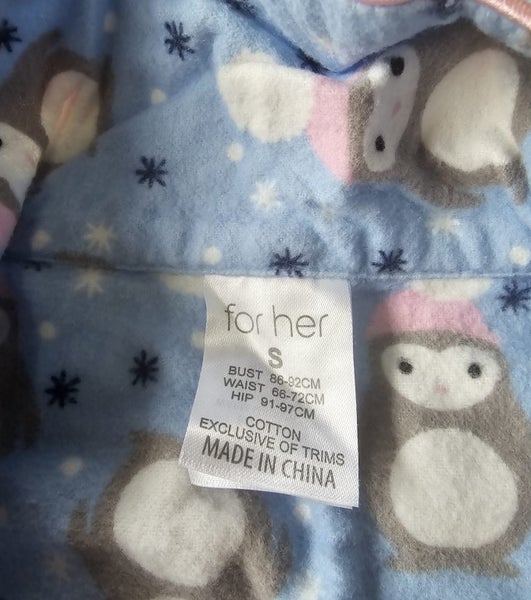 for her
S
BUST 86-92CM
WAIST 66-72CM
HIP 91-97CM
COTTON
EXCLUSIVE OF TRIMS
MADE IN CHINA